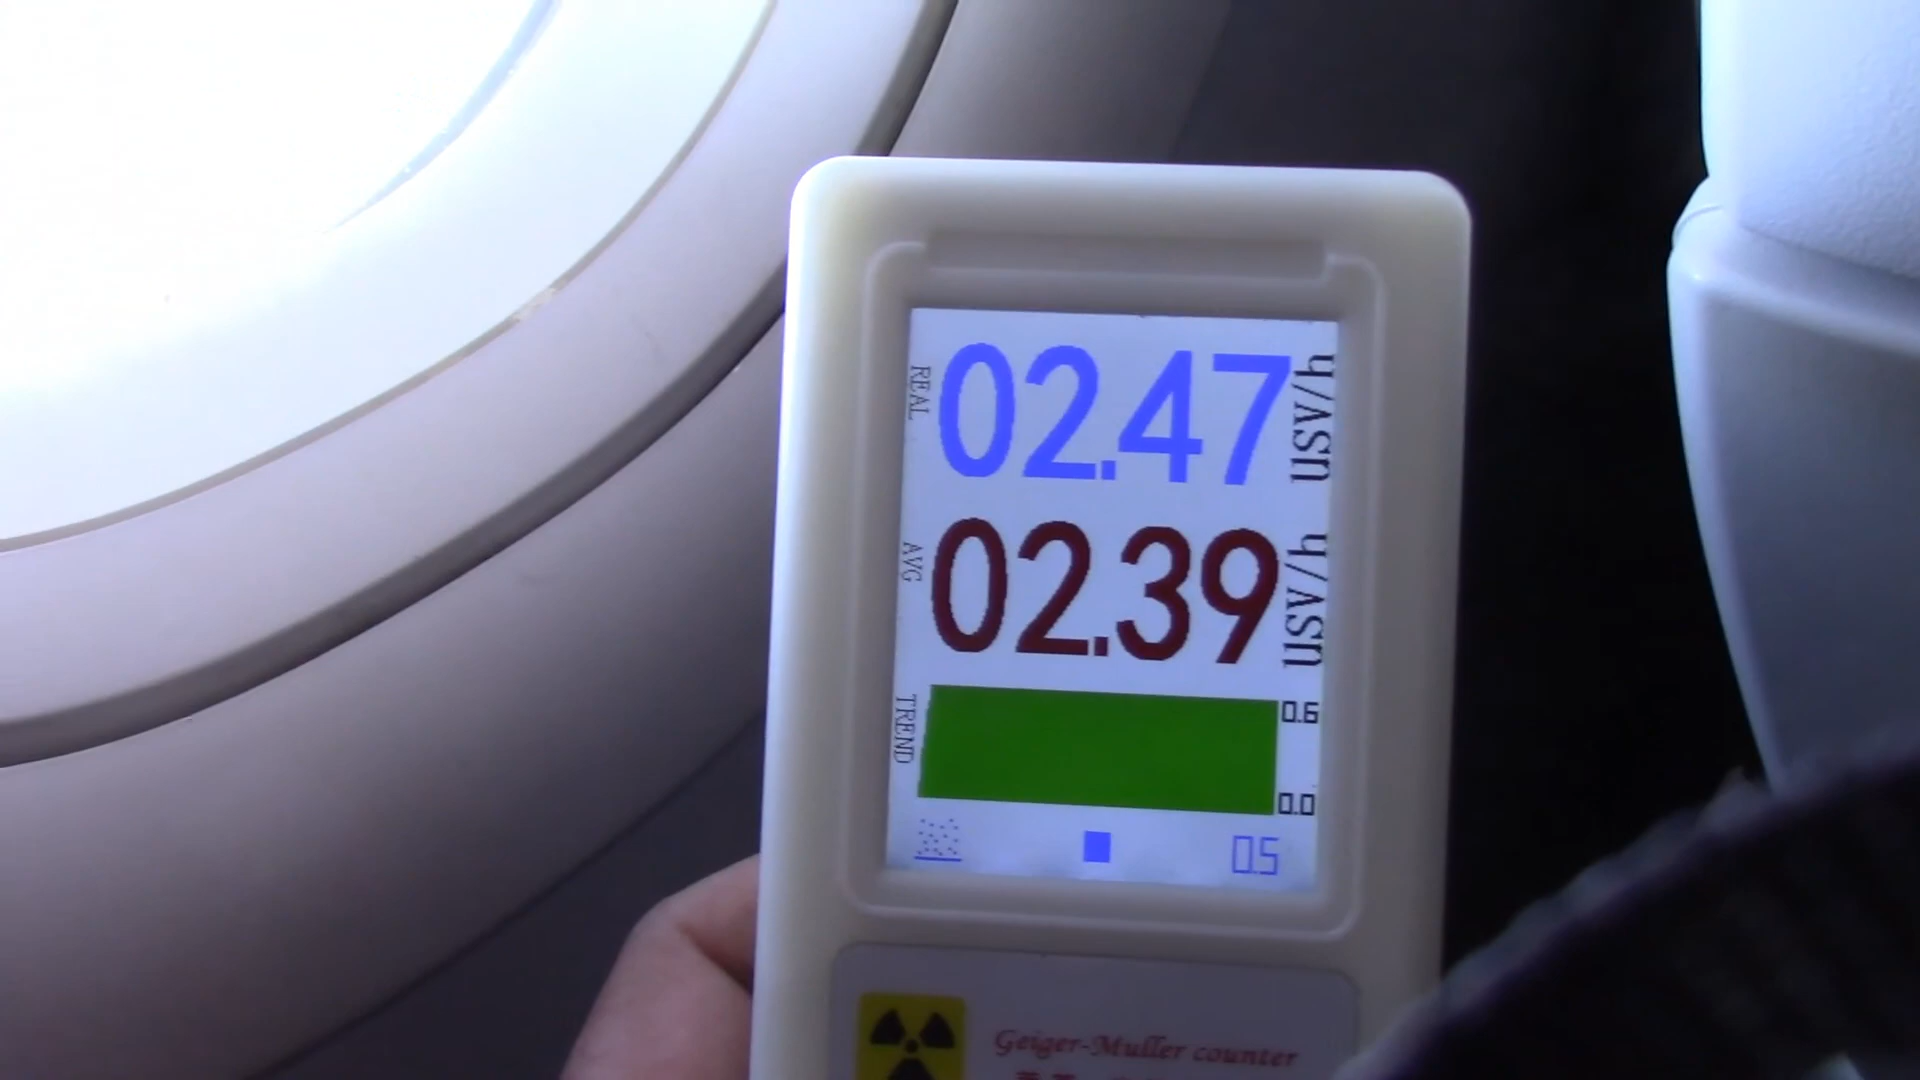 REAL 02.47 usv/h
AVG 02.39 usv/h
TREND 0.6
0.0
0.5
Geiger-Muller counter